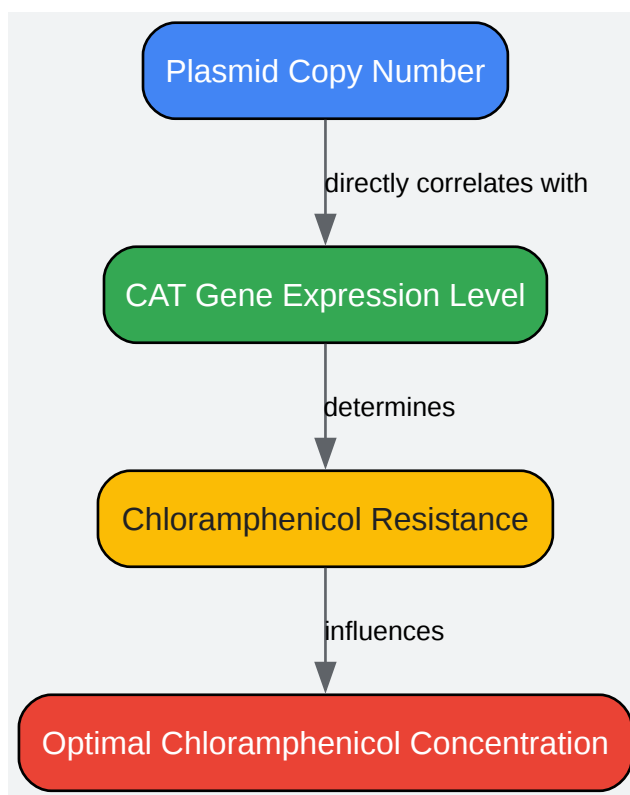 Plasmid Copy Number
directly correlates with
CAT Gene Expression Level
determines
Chloramphenicol Resistance
influences
Optimal Chloramphenicol Concentration